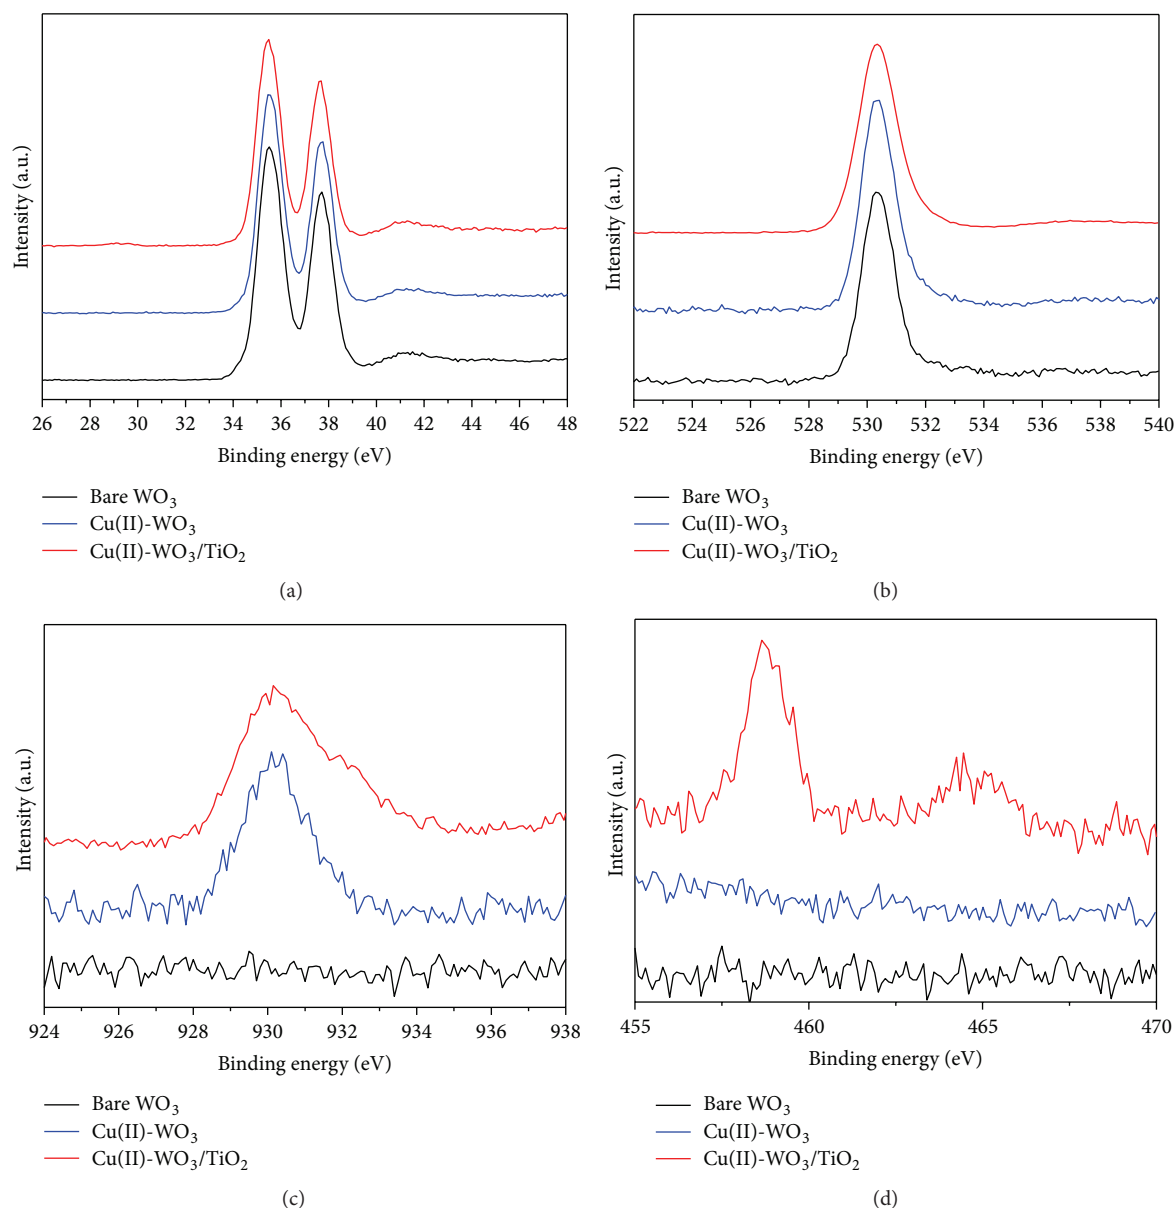 Intensity (a.u.)
26 28 30 32 34 36 38 40 42 44 46 48
Binding energy (eV)
Bare WO₃
Cu(II)-WO₃
Cu(II)-WO₃/TiO₂
(a)
Intensity (a.u.)
522 524 526 528 530 532 534 536 538 540
Binding energy (eV)
Bare WO₃
Cu(II)-WO₃
Cu(II)-WO₃/TiO₂
(b)
Intensity (a.u.)
924 926 928 930 932 934 936 938
Binding energy (eV)
Bare WO₃
Cu(II)-WO₃
Cu(II)-WO₃/TiO₂
(c)
Intensity (a.u.)
455 460 465 470
Binding energy (eV)
Bare WO₃
Cu(II)-WO₃
Cu(II)-WO₃/TiO₂
(d)